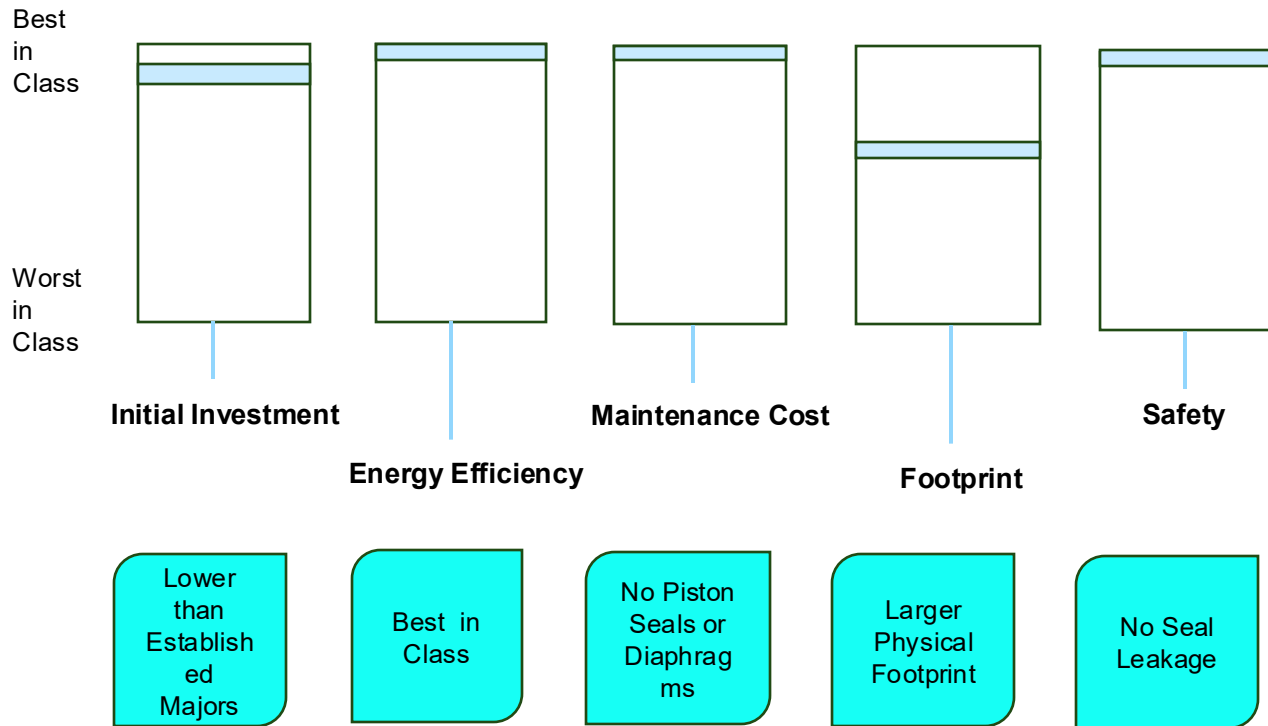 Best
in
Class
Worst
in
Class
Initial Investment
Maintenance Cost
Safety
Energy Efficiency
Footprint
Lower
than
Establish
ed
Majors
Best in
Class
No Piston
Seals or
Diaphrag
ms
Larger
Physical
Footprint
No Seal
Leakage